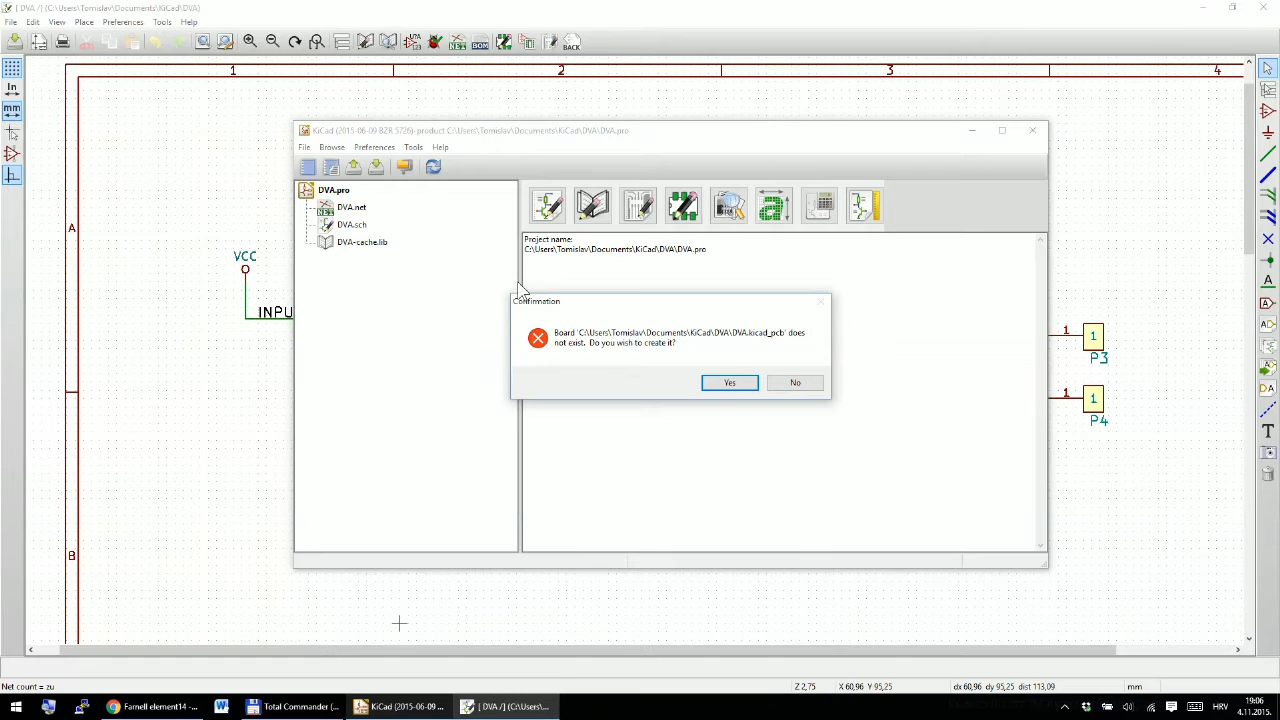 [ DVA /] (C:\Users\Tomislav\Documents\KiCad\DVA)
File Edit View Place Preferences Tools Help
NET BOM BACK
1 2 3 4
In
mm
A
B
VCC
INPU
KiCad (2015-06-09 BZR 5726)-product C:\Users\Tomislav\Documents\KiCad\DVA\DVA.pro
File Browse Preferences Tools Help
DVA.pro
DVA.net
DVA.sch
DVA-cache.lib
Project name:
C:\Users\Tomislav\Documents\KiCad\DVA\DVA.pro
Confirmation
Board 'C:\Users\Tomislav\Documents\KiCad\DVA\DVA.kicad_pcb' does
not exist. Do you wish to create it?
Yes No
1 1
P3
1 1
P4
Net count = zu
Z 2,75 X 60,96 Y 95,25 dx 60,96 dy 95,25 dist 113,09 mm
Farnell element14 - ...
Total Commander (...
KiCad (2015-06-09 ...
[ DVA /] (C:\Users\...
HRV
19:06
4.11.2015.